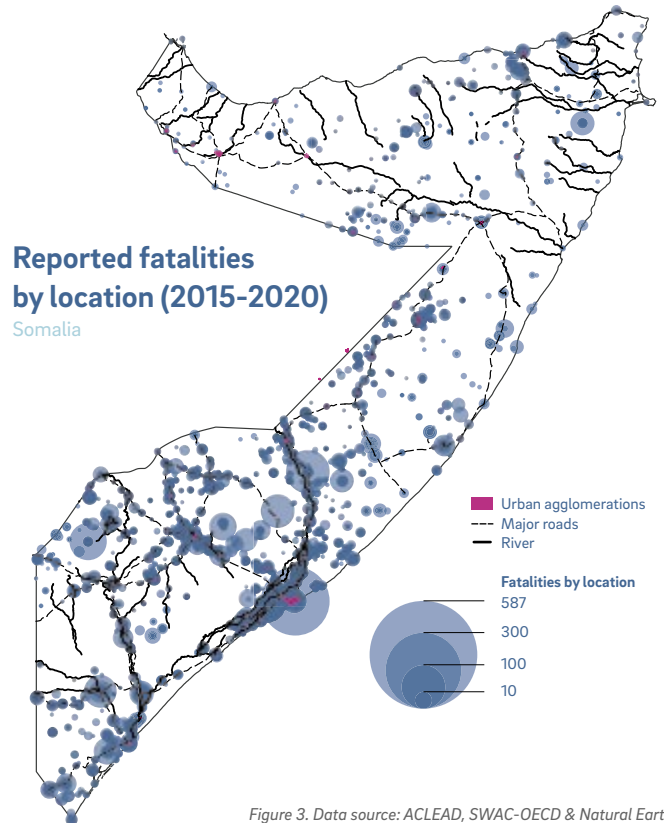 Reported fatalities
by location (2015-2020)
Somalia
Urban agglomerations
Major roads
River
Fatalities by location
587
300
100
10
Figure 3. Data source: ACLEAD, SWAC-OECD & Natural Eart